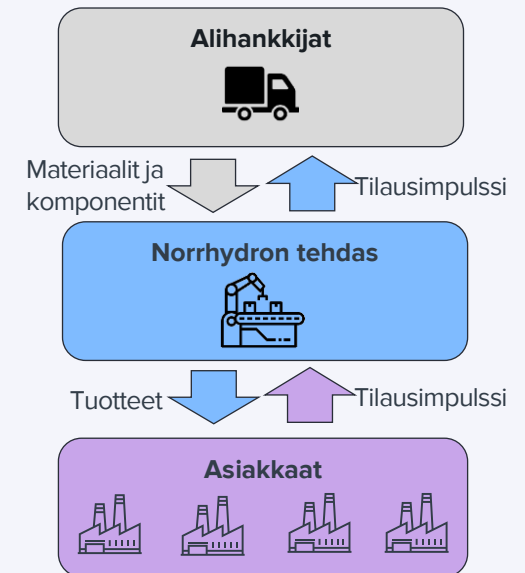 Alihankkijat
Materiaalit ja
komponentit
Tilausimpulssi
Norrhydron tehdas
Tuotteet
Tilausimpulssi
Asiakkaat